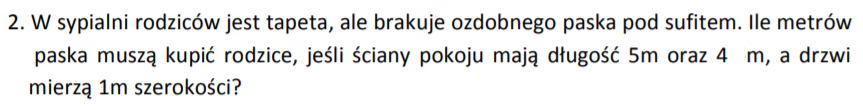 2. W sypialni rodziców jest tapeta, ale brakuje ozdobnego paska pod sufitem. Ile metrów
paska muszą kupić rodzice, jeśli ściany pokoju mają długość 5m oraz 4 m, a drzwi
mierzą 1m szerokości?